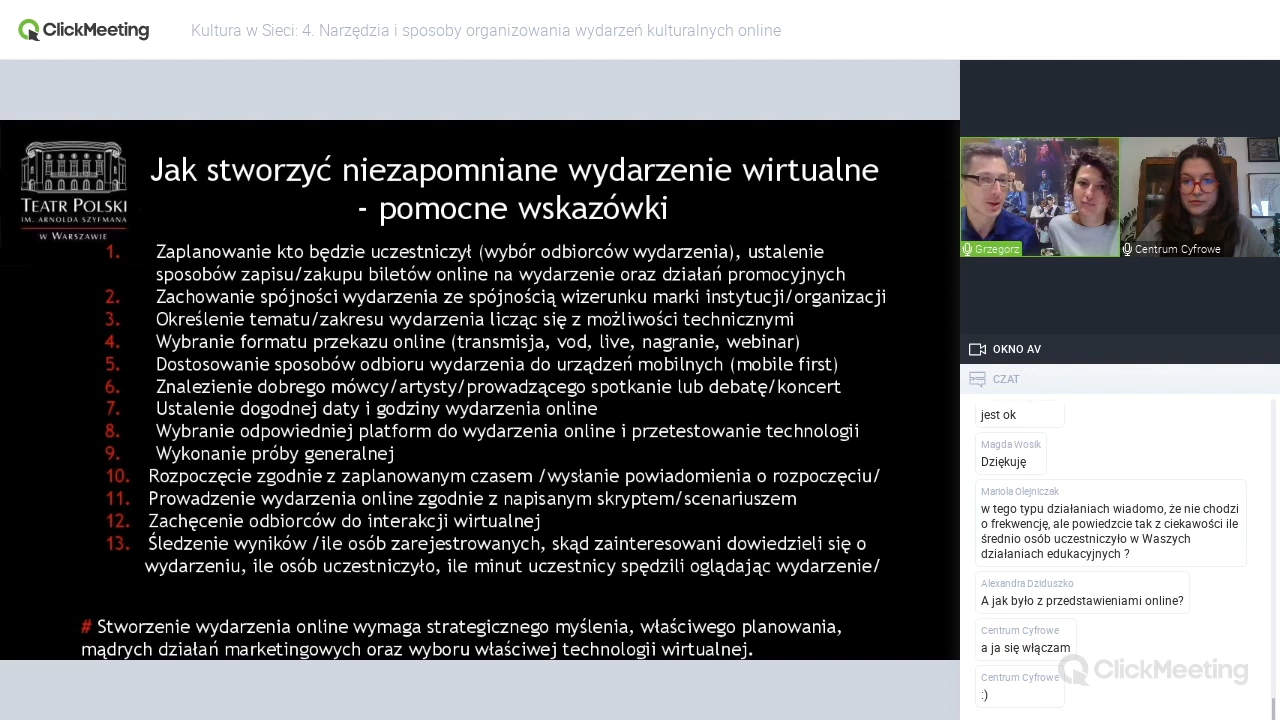 ClickMeeting
Kultura w Sieci: 4. Narzędzia i sposoby organizowania wydarzeń kulturalnych online
TEATR POLSKI
IM. ARNOLDA SZYFMANA
W WARSZAWIE
Jak stworzyć niezapomniane wydarzenie wirtualne
- pomocne wskazówki
1. Zaplanowanie kto będzie uczestniczył (wybór odbiorców wydarzenia), ustalenie
sposobów zapisu/zakupu biletów online na wydarzenie oraz działań promocyjnych
2. Zachowanie spójności wydarzenia ze spójnością wizerunku marki instytucji/organizacji
3. Określenie tematu/zakresu wydarzenia licząc się z możliwości technicznymi
4. Wybranie formatu przekazu online (transmisja, vod, live, nagranie, webinar)
5. Dostosowanie sposobów odbioru wydarzenia do urządzeń mobilnych (mobile first)
6. Znalezienie dobrego mówcy/artysty/prowadzącego spotkanie lub debatę/koncert
7. Ustalenie dogodnej daty i godziny wydarzenia online
8. Wybranie odpowiedniej platform do wydarzenia online i przetestowanie technologii
9. Wykonanie próby generalnej
10. Rozpoczęcie zgodnie z zaplanowanym czasem /wysłanie powiadomienia o rozpoczęciu/
11. Prowadzenie wydarzenia online zgodnie z napisanym skryptem/scenariuszem
12. Zachęcenie odbiorców do interakcji wirtualnej
13. Śledzenie wyników /ile osób zarejestrowanych, skąd zainteresowani dowiedzieli się o
wydarzeniu, ile osób uczestniczyło, ile minut uczestnicy spędzili oglądając wydarzenie/
# Stworzenie wydarzenia online wymaga strategicznego myślenia, właściwego planowania,
mądrych działań marketingowych oraz wyboru właściwej technologii wirtualnej.
Grzegorz
Centrum Cyfrowe
OKNO AV
CZAT
jest ok
Magda Wosik
Dziękuję
Mariola Olejniczak
w tego typu działaniach wiadomo, że nie chodzi
o frekwencję, ale powiedzcie tak z ciekawości ile
średnio osób uczestniczyło w Waszych
działaniach edukacyjnych ?
Alexandra Dziduszko
A jak było z przedstawieniami online?
Centrum Cyfrowe
a ja się włączam
Centrum Cyfrowe
:)
ClickMeeting